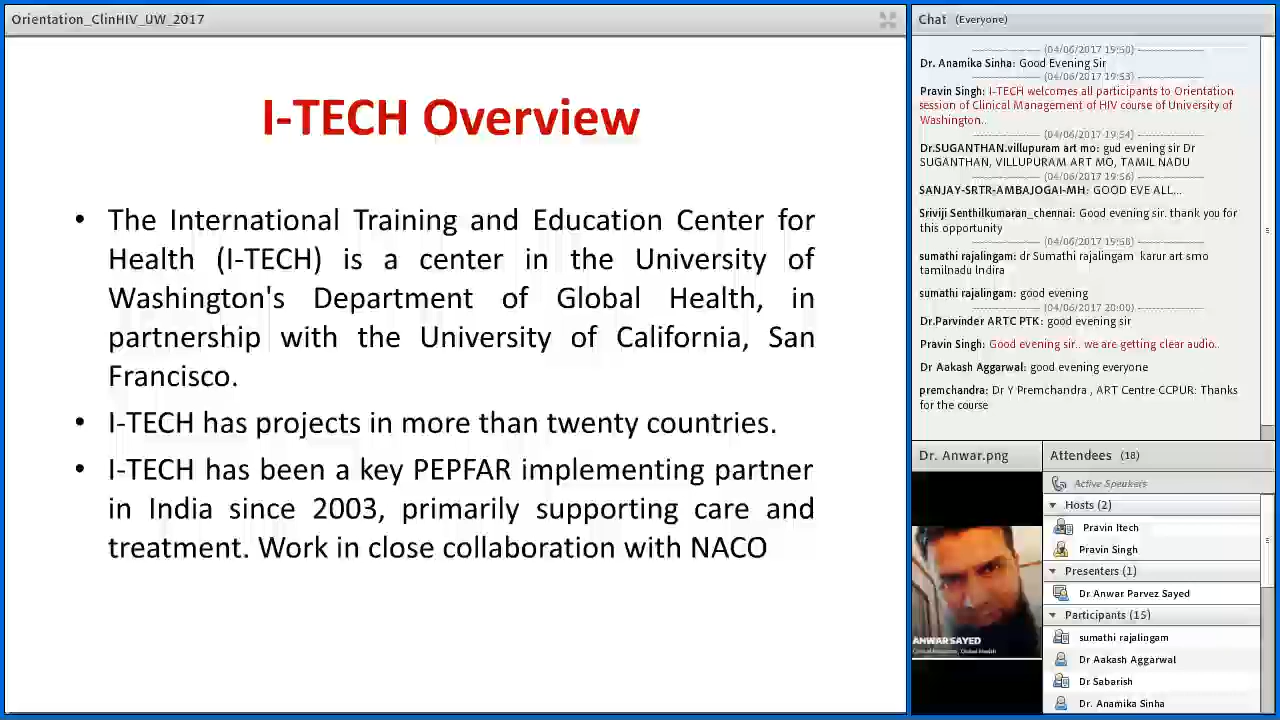 Orientation_ClinHIV_UW_2017
I-TECH Overview
• The International Training and Education Center for
Health (I-TECH) is a center in the University of
Washington's Department of Global Health, in
partnership with the University of California, San
Francisco.
• I-TECH has projects in more than twenty countries.
• I-TECH has been a key PEPFAR implementing partner
in India since 2003, primarily supporting care and
treatment. Work in close collaboration with NACO
Chat (Everyone)
(04/06/2017 19:50)
Dr. Anamika Sinha: Good Evening Sir
(04/06/2017 19:53)
Pravin Singh: I-TECH welcomes all participants to Orientation
session of Clinical Management of HIV course of University of
Washington..
(04/06/2017 19:54)
Dr.SUGANTHAN.villupuram art mo: gud evening sir Dr
SUGANTHAN, VILLUPURAM ART MO, TAMIL NADU
(04/06/2017 19:56)
SANJAY-SRTR-AMBAJOGAI-MH: GOOD EVE ALL...
Sriviji Senthilkumaran_chennai: Good evening sir. thank you for
this opportunity
(04/06/2017 19:58)
sumathi rajalingam: dr Sumathi rajalingam karur art smo
tamilnadu Indira
sumathi rajalingam: good evening
(04/06/2017 20:00)
Dr.Parvinder ARTC PTK: good evening sir
Pravin Singh: Good evening sir.. we are getting clear audio..
Dr Aakash Aggarwal: good evening everyone
premchandra: Dr Y Premchandra , ART Centre CCPUR: Thanks
for the course
Dr. Anwar.png
ANWAR SAYED
Attendees (18)
Active Speakers
Hosts (2)
Pravin Itech
Pravin Singh
Presenters (1)
Dr Anwar Parvez Sayed
Participants (15)
sumathi rajalingam
Dr Aakash Aggarwal
Dr Sabarish
Dr. Anamika Sinha